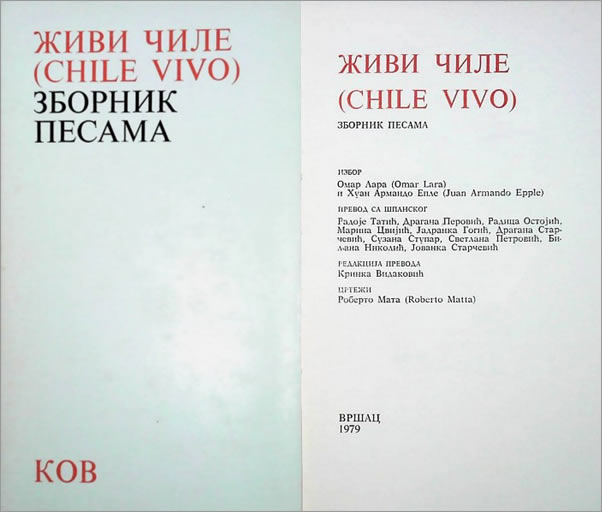 ЖИВИ ЧИЛЕ
(CHILE VIVO)
ЗБОРНИК
ПЕСАМА
КОВ
ЖИВИ ЧИЛЕ
(CHILE VIVO)
ЗБОРНИК ПЕСАМА
ИЗБОР
Омар Лара (Omar Lara)
и Хуан Армандо Епле (Juan Armando Epple)
ПРЕВОД СА ШПАНСКОГ
Радоје Татић, Драгана Перовић, Радица Остојић,
Марина Цвијић, Јадранка Гогић, Драгана Стар-
чевић, Сузана Ступар, Светлана Петровић, Би-
љана Николић, Јованка Старчевић
РЕДАКЦИЈА ПРЕВОДА
Кринка Видаковић
ЦРТЕЖИ
Роберто Мата (Roberto Matta)
ВРШАЦ
1979